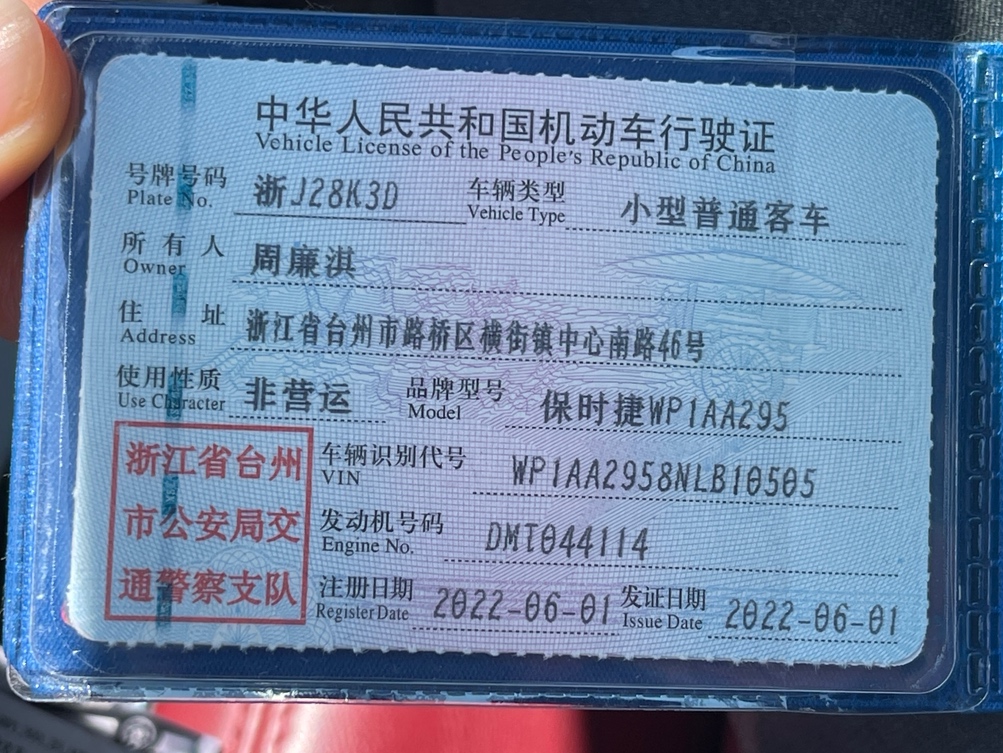 中华人民共和国机动车行驶证
Vehicle License of the People's Republic of China
号牌号码 浙J28K3D 车辆类型 小型普通客车
Plate No. Vehicle Type
所有人 周廉淇
Owner
住址 浙江省台州市路桥区横街镇中心南路46号
Address
使用性质 非营运 品牌型号 保时捷WP1AA295
Use Character Model
浙江省台州
市公安局交
通警察支队
车辆识别代号 WP1AA2958NLB10505
VIN
发动机号码 DMT044114
Engine No.
注册日期 2022-06-01 发证日期 2022-06-01
Register Date Issue Date